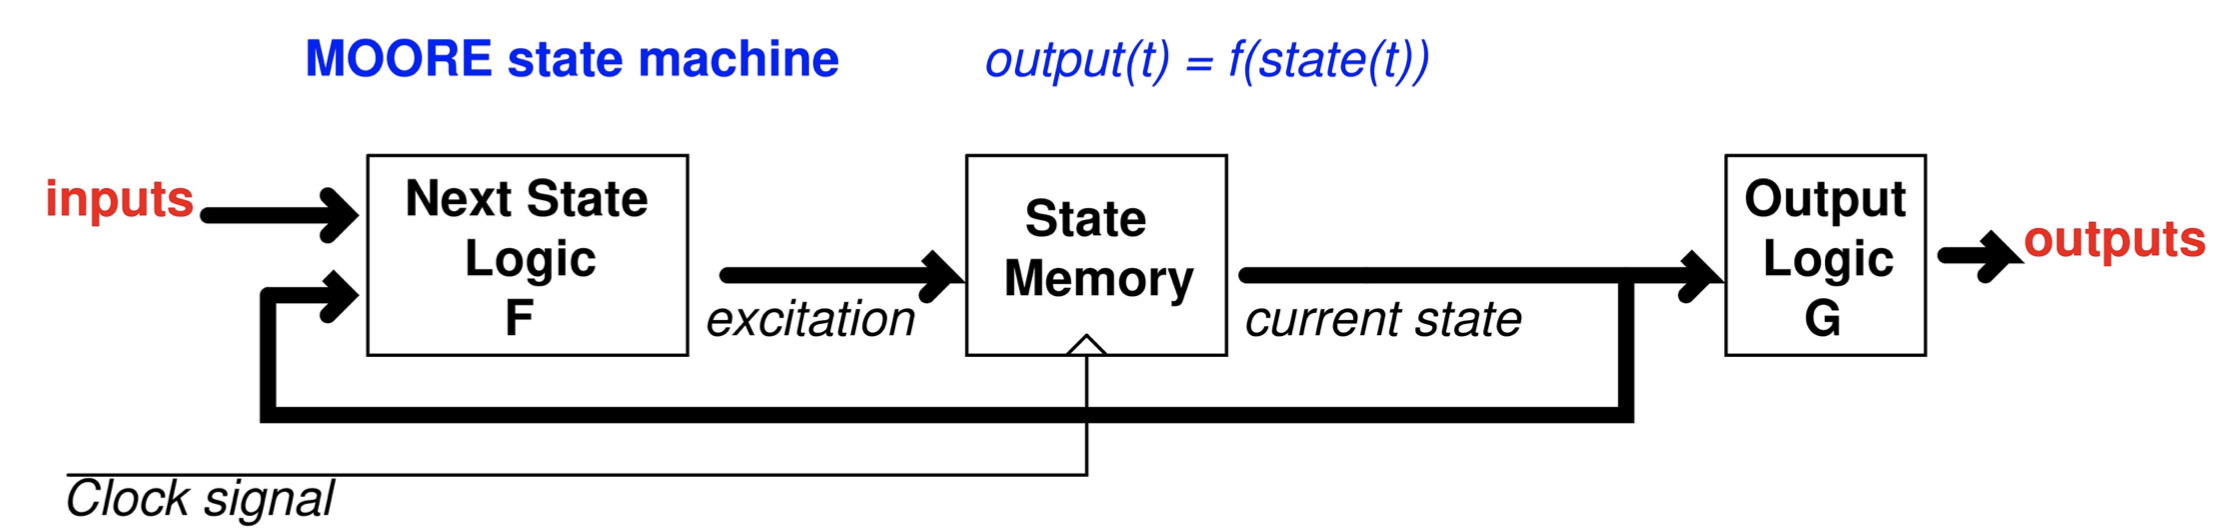 MOORE state machine
output(t) = f(state(t))
inputs
Next State
Logic
F
excitation
State
Memory
current state
Output
Logic
G
outputs
Clock signal